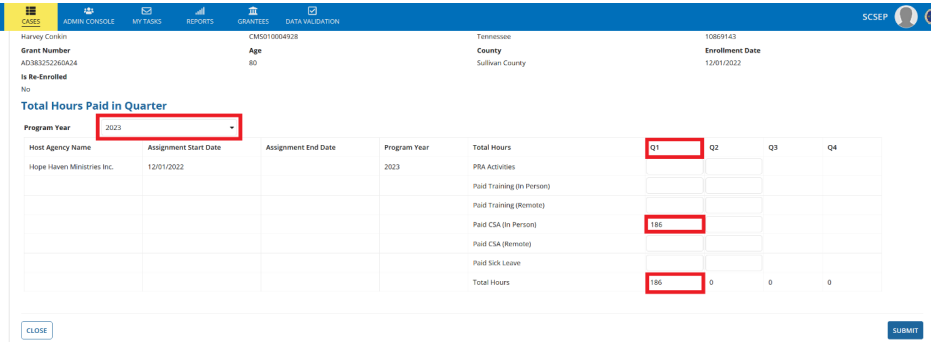 CASES ADMIN CONSOLE MY TASKS REPORTS GRANTEES DATA VALIDATION SCSEP
Harvey Conkin CMS010004928 Tennessee 10869143
Grant Number Age County Enrollment Date
AD383252260A24 80 Sullivan County 12/01/2022
Is Re-Enrolled
No
Total Hours Paid in Quarter
Program Year 2023
Host Agency Name Assignment Start Date Assignment End Date Program Year Total Hours Q1 Q2 Q3 Q4
Hope Haven Ministries Inc. 12/01/2022 2023 PRA Activities
Paid Training (In Person)
Paid Training (Remote)
Paid CSA (In Person) 186
Paid CSA (Remote)
Paid Sick Leave
Total Hours 186 0 0 0
CLOSE SUBMIT